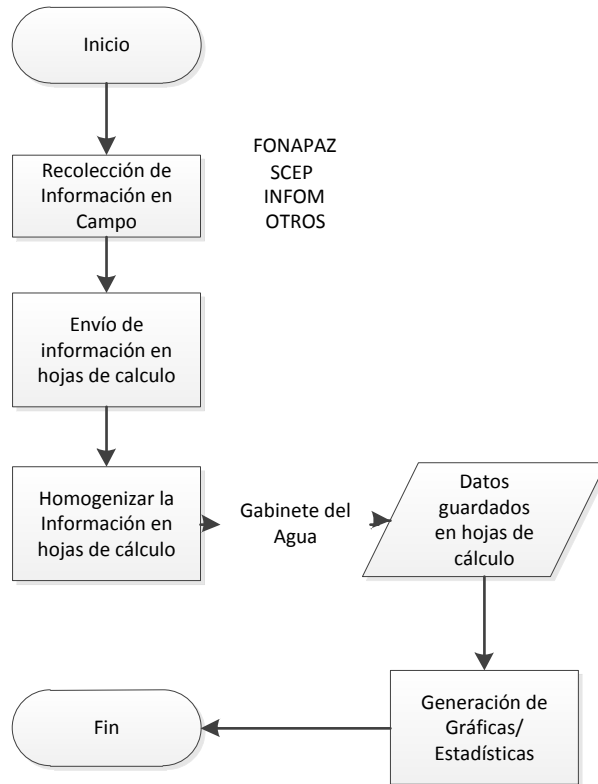 Inicio
Recolección de
Información en
Campo
FONAPAZ
SCEP
INFOM
OTROS
Envío de
información en
hojas de calculo
Homogenizar la
Información en
hojas de cálculo
Gabinete del
Agua
Datos
guardados
en hojas de
cálculo
Generación de
Gráficas/
Estadísticas
Fin